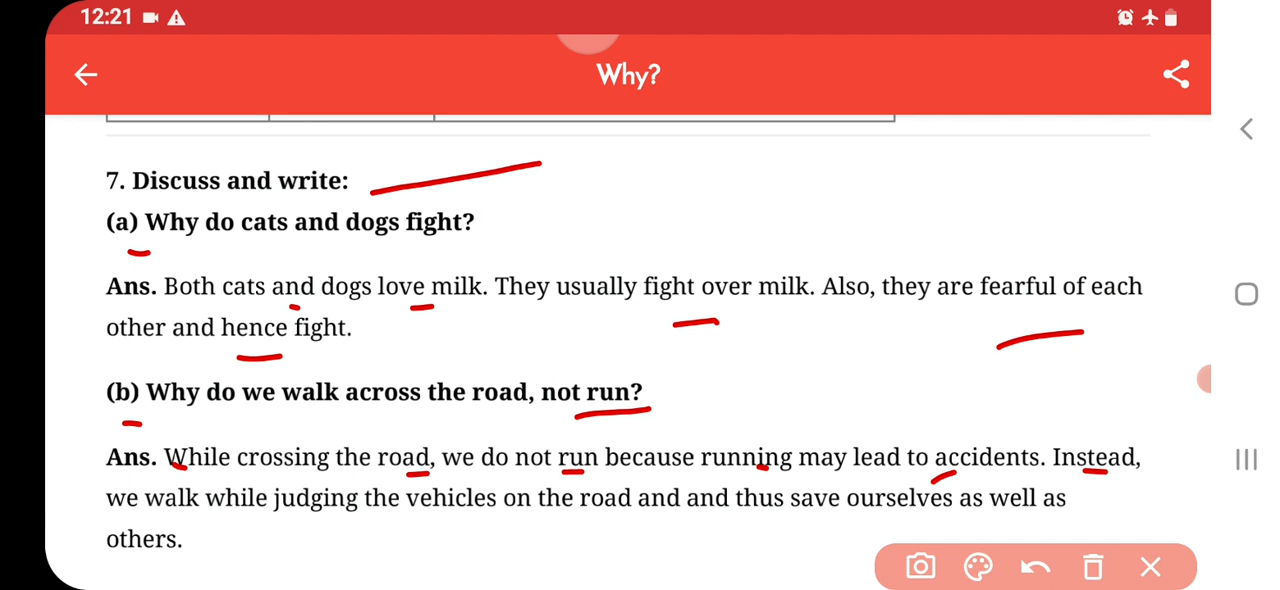 12:21
Why?
7. Discuss and write:
(a) Why do cats and dogs fight?
Ans. Both cats and dogs love milk. They usually fight over milk. Also, they are fearful of each
other and hence fight.
(b) Why do we walk across the road, not run?
Ans. While crossing the road, we do not run because running may lead to accidents. Instead,
we walk while judging the vehicles on the road and and thus save ourselves as well as
others.